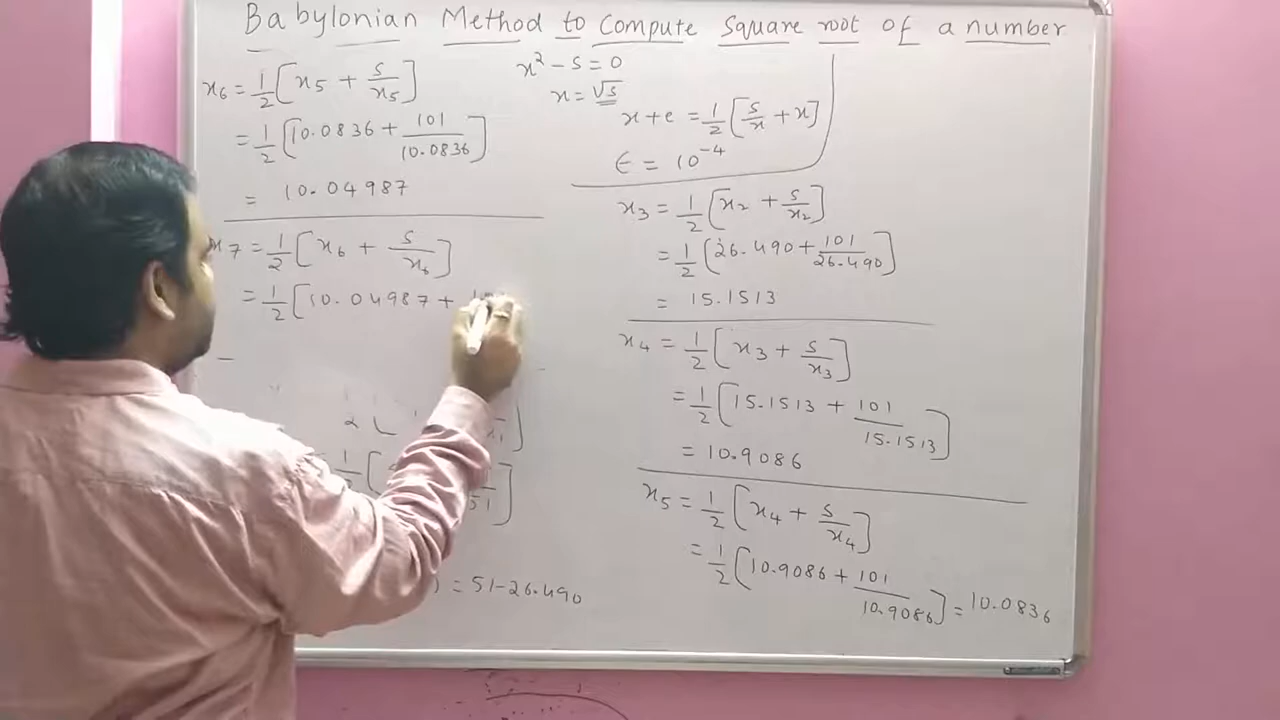 Babylonian Method to Compute Square root of a number
x6 = 1/2 [x5 + s/x5]
= 1/2 [10.0836 + 101/10.0836]
= 10.04987
x7 = 1/2 [x6 + s/x6]
= 1/2 [10.04987 +
= 51-26.490
x² - s = 0
x = √s
x+e = 1/2 [s/x + x]
ϵ = 10⁻⁴
x3 = 1/2 [x2 + s/x2]
= 1/2 [26.490 + 101/26.490]
= 15.1513
x4 = 1/2 [x3 + s/x3]
= 1/2 [15.1513 + 101/15.1513]
= 10.9086
x5 = 1/2 [x4 + s/x4]
= 1/2 [10.9086 + 101/10.9086] = 10.0836